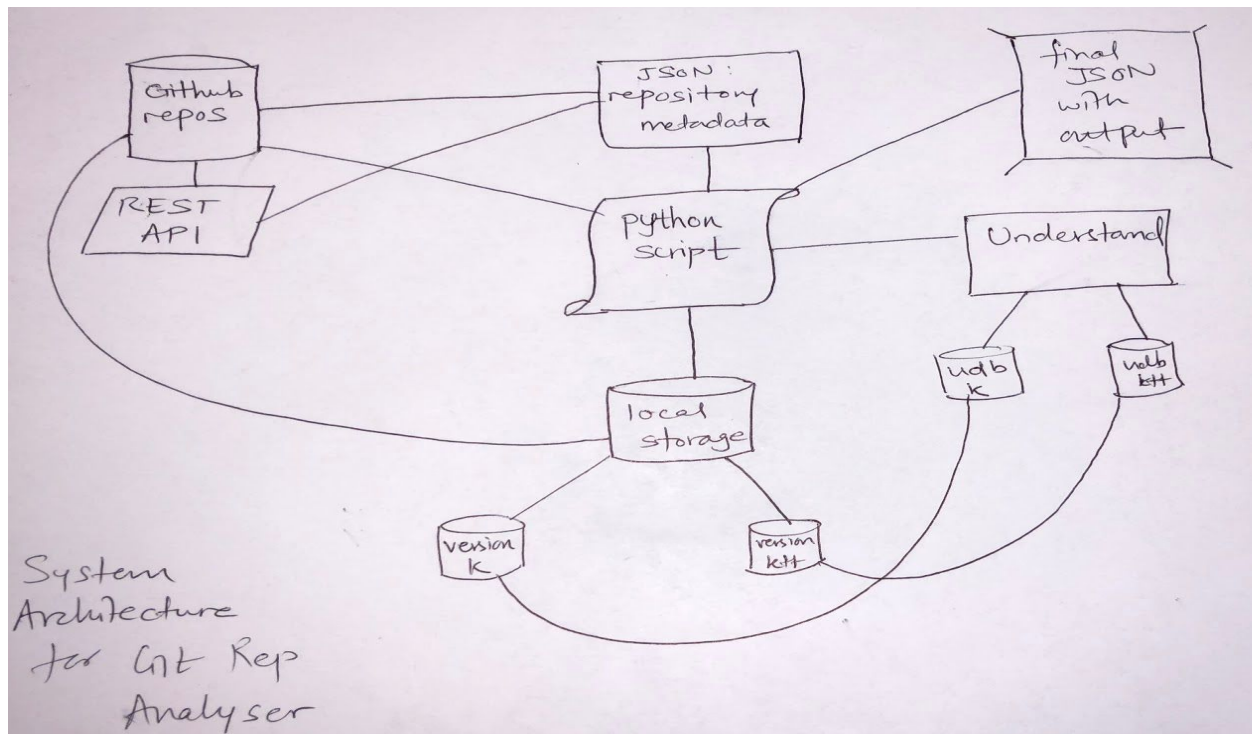 Github
repos
REST
API
JSON:
repository
metadata
final
JSON
with
output
python
script
Understand
udb
k
udb
k+1
local
storage
version
k
version
k+1
System
Architecture
for Git Rep
Analyser